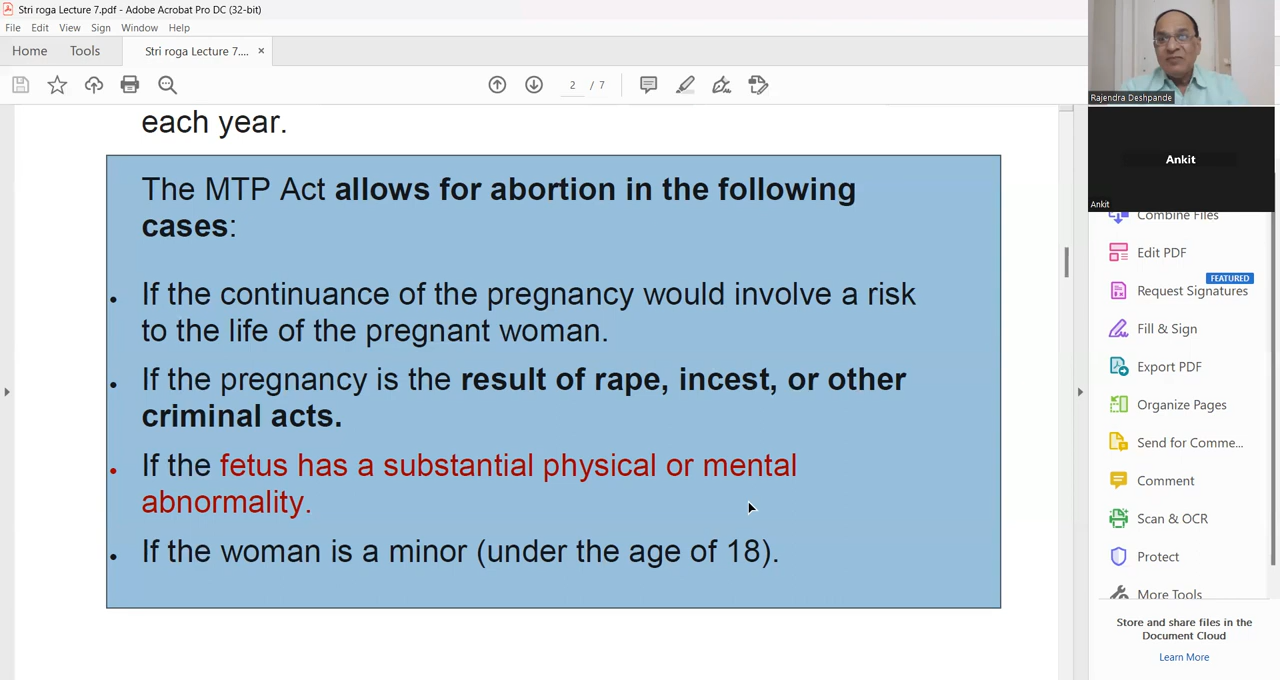 Stri roga Lecture 7.pdf - Adobe Acrobat Pro DC (32-bit)
File Edit View Sign Window Help
Home Tools Stri roga Lecture 7.... ×
2 / 7
each year.
The MTP Act allows for abortion in the following
cases:
• If the continuance of the pregnancy would involve a risk
to the life of the pregnant woman.
• If the pregnancy is the result of rape, incest, or other
criminal acts.
• If the fetus has a substantial physical or mental
abnormality.
• If the woman is a minor (under the age of 18).
Rajendra Deshpande
Ankit
Ankit
Combine Files
Edit PDF
FEATURED
Request Signatures
Fill & Sign
Export PDF
Organize Pages
Send for Comme...
Comment
Scan & OCR
Protect
More Tools
Store and share files in the
Document Cloud
Learn More